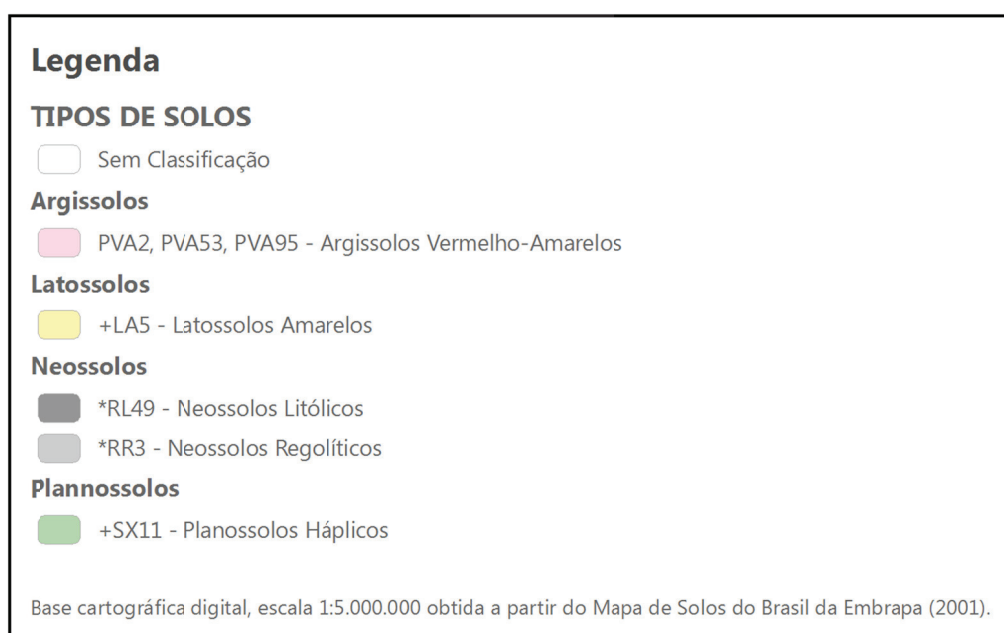 Legenda
TIPOS DE SOLOS
Sem Classificação
Argissolos
PVA2, PVA53, PVA95 - Argissolos Vermelho-Amarelos
Latossolos
+LA5 - Latossolos Amarelos
Neossolos
*RL49 - Neossolos Litólicos
*RR3 - Neossolos Regolíticos
Plannossolos
+SX11 - Planossolos Háplicos
Base cartográfica digital, escala 1:5.000.000 obtida a partir do Mapa de Solos do Brasil da Embrapa (2001).